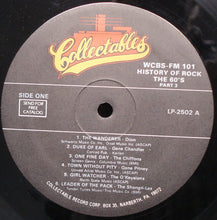 Collectables
WCBS-FM 101
HISTORY OF ROCK
THE 60'S
PART 2
SIDE ONE
SEND FOR
FREE
CATALOG
LP-2502 A
1. THE WANDERER - Dion
2. DUKE OF EARL - Gene Chandler
3. ONE FINE DAY - The Chiffons
4. TOWN WITHOUT PITY - Gene Pitney
5. GIRL WATCHER - The O'Kaysions
6. LEADER OF THE PACK - The Shangri-Las
COLLECTABLE RECORD CORP. BOX 35, NARBERTH, PA. 19072